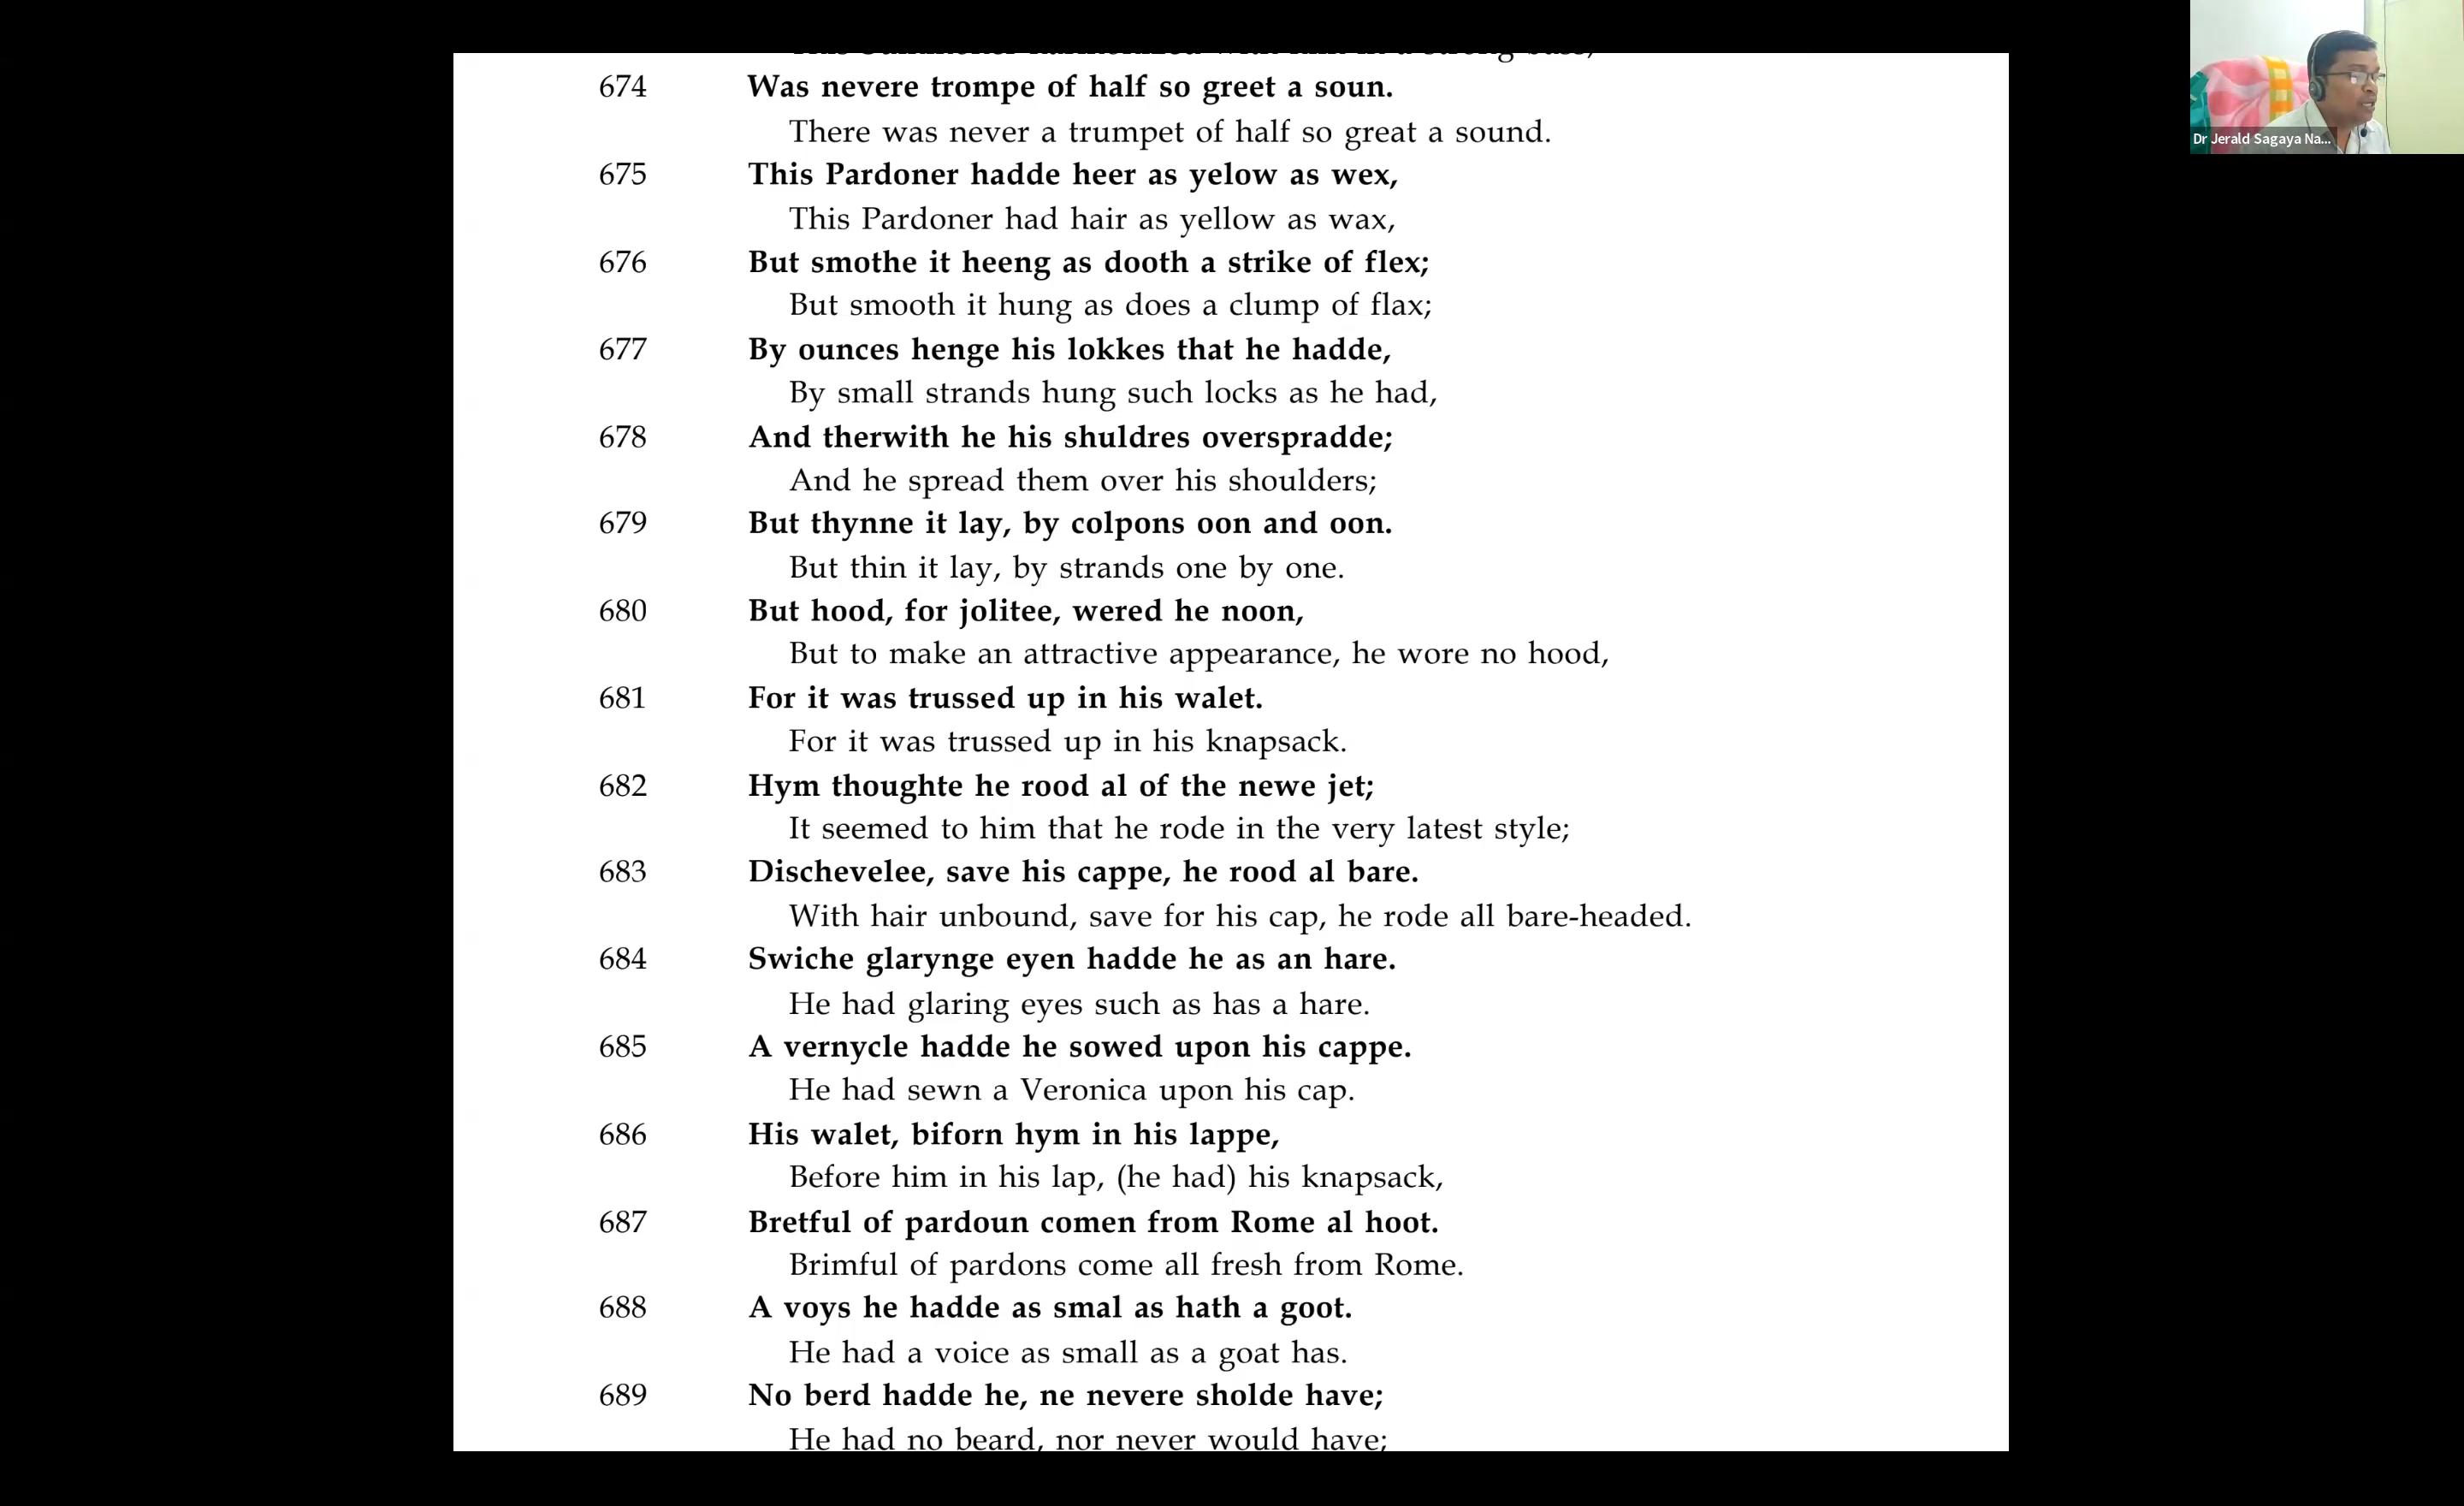 674 Was nevere trompe of half so greet a soun.
There was never a trumpet of half so great a sound.
675 This Pardoner hadde heer as yelow as wex,
This Pardoner had hair as yellow as wax,
676 But smothe it heeng as dooth a strike of flex;
But smooth it hung as does a clump of flax;
677 By ounces henge his lokkes that he hadde,
By small strands hung such locks as he had,
678 And therwith he his shuldres overspradde;
And he spread them over his shoulders;
679 But thynne it lay, by colpons oon and oon.
But thin it lay, by strands one by one.
680 But hood, for jolitee, wered he noon,
But to make an attractive appearance, he wore no hood,
681 For it was trussed up in his walet.
For it was trussed up in his knapsack.
682 Hym thoughte he rood al of the newe jet;
It seemed to him that he rode in the very latest style;
683 Dischevelee, save his cappe, he rood al bare.
With hair unbound, save for his cap, he rode all bare-headed.
684 Swiche glarynge eyen hadde he as an hare.
He had glaring eyes such as has a hare.
685 A vernycle hadde he sowed upon his cappe.
He had sewn a Veronica upon his cap.
686 His walet, biforn hym in his lappe,
Before him in his lap, (he had) his knapsack,
687 Bretful of pardoun comen from Rome al hoot.
Brimful of pardons come all fresh from Rome.
688 A voys he hadde as smal as hath a goot.
He had a voice as small as a goat has.
689 No berd hadde he, ne nevere sholde have;
He had no beard, nor never would have;
Dr Jerald Sagaya Na...